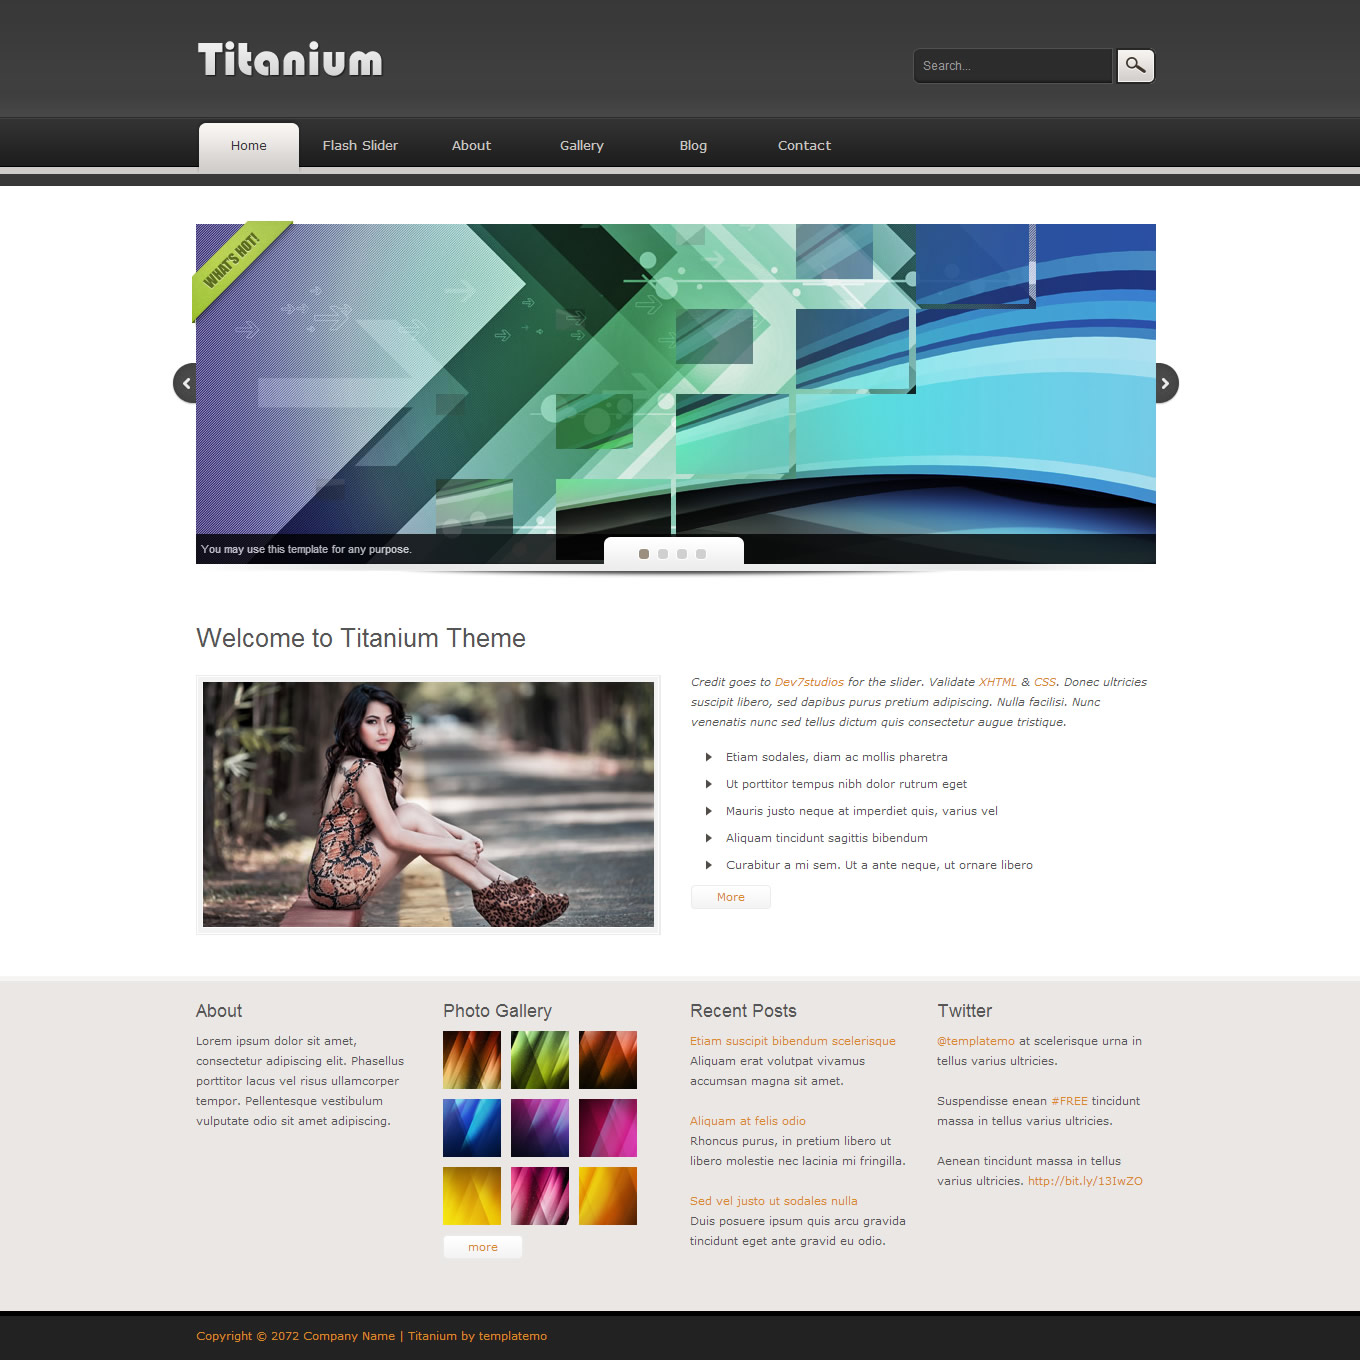 Titanium
Search...
Home
Flash Slider
About
Gallery
Blog
Contact
WHAT'S HOT!
You may use this template for any purpose.
Welcome to Titanium Theme
Credit goes to Dev7studios for the slider. Validate XHTML & CSS. Donec ultricies
suscipit libero, sed dapibus purus pretium adipiscing. Nulla facilisi. Nunc
venenatis nunc sed tellus dictum quis consectetur augue tristique.
Etiam sodales, diam ac mollis pharetra
Ut porttitor tempus nibh dolor rutrum eget
Mauris justo neque at imperdiet quis, varius vel
Aliquam tincidunt sagittis bibendum
Curabitur a mi sem. Ut a ante neque, ut ornare libero
More
About
Lorem ipsum dolor sit amet,
consectetur adipiscing elit. Phasellus
porttitor lacus vel risus ullamcorper
tempor. Pellentesque vestibulum
vulputate odio sit amet adipiscing.
Photo Gallery
more
Recent Posts
Etiam suscipit bibendum scelerisque
Aliquam erat volutpat vivamus
accumsan magna sit amet.
Aliquam at felis odio
Rhoncus purus, in pretium libero ut
libero molestie nec lacinia mi fringilla.
Sed vel justo ut sodales nulla
Duis posuere ipsum quis arcu gravida
tincidunt eget ante gravid eu odio.
Twitter
@templatemo at scelerisque urna in
tellus varius ultricies.
Suspendisse enean #FREE tincidunt
massa in tellus varius ultricies.
Aenean tincidunt massa in tellus
varius ultricies. http://bit.ly/13IwZO
Copyright © 2072 Company Name | Titanium by templatemo